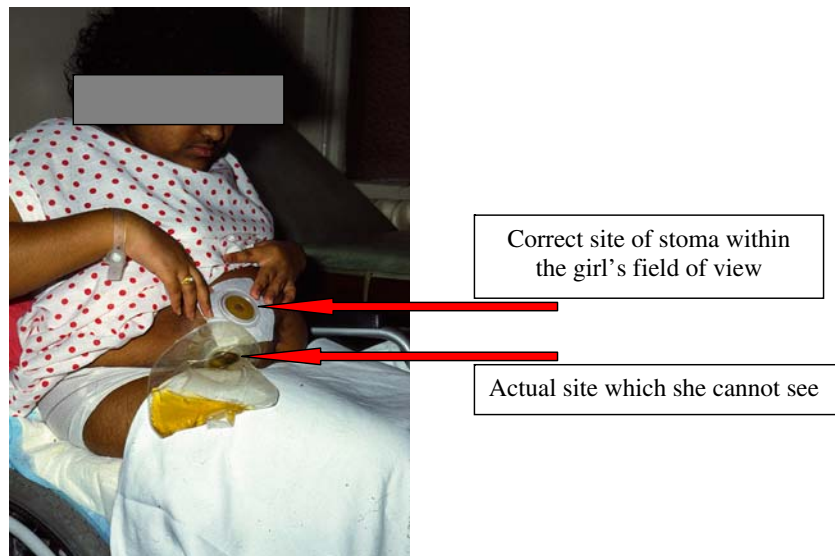 Correct site of stoma within
the girl's field of view
Actual site which she cannot see